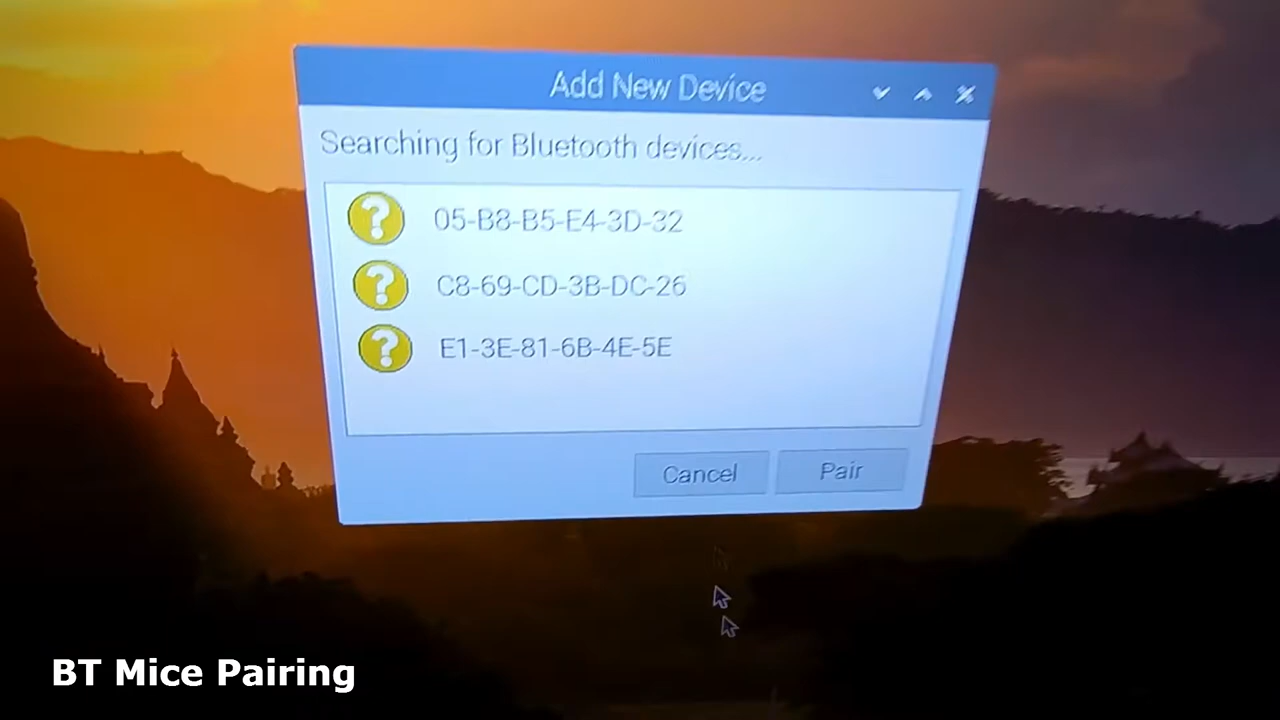 Add New Device
Searching for Bluetooth devices...
05-B8-B5-E4-3D-32
C8-69-CD-3B-DC-26
E1-3E-81-6B-4E-5E
Cancel Pair
BT Mice Pairing